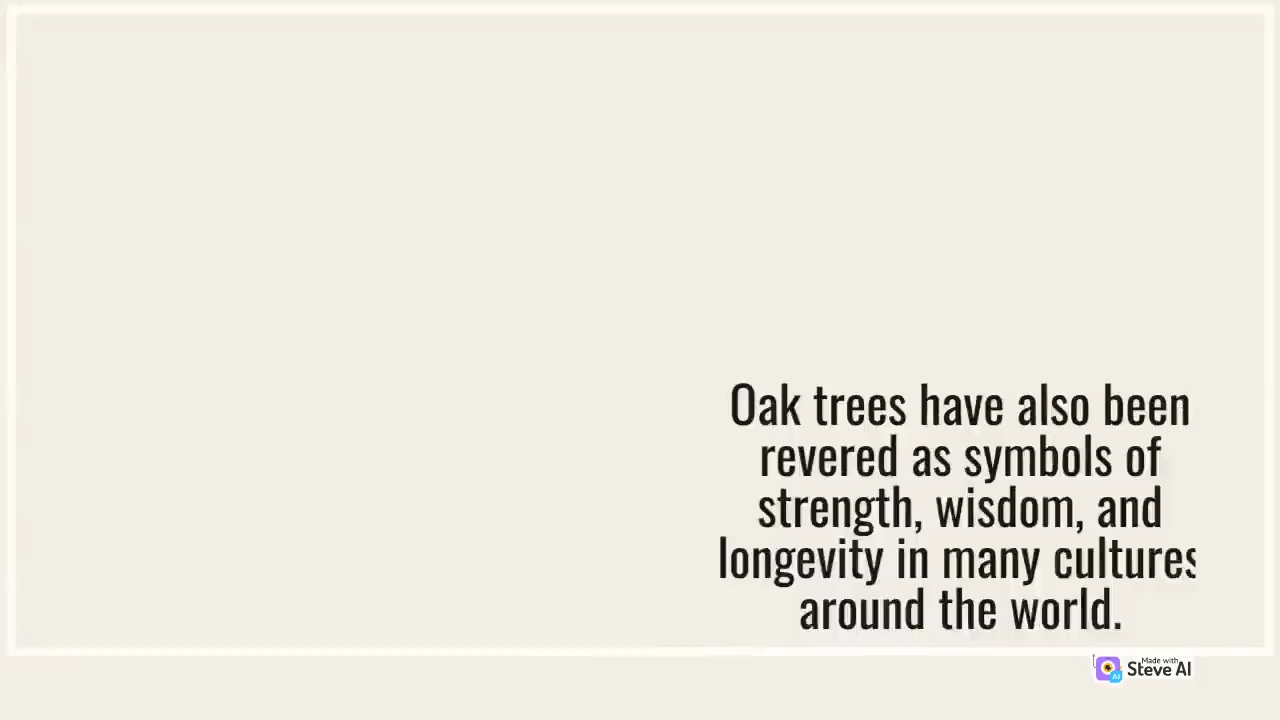 Oak trees have also been
revered as symbols of
strength, wisdom, and
longevity in many cultures
around the world.
Made with
Steve AI
AI